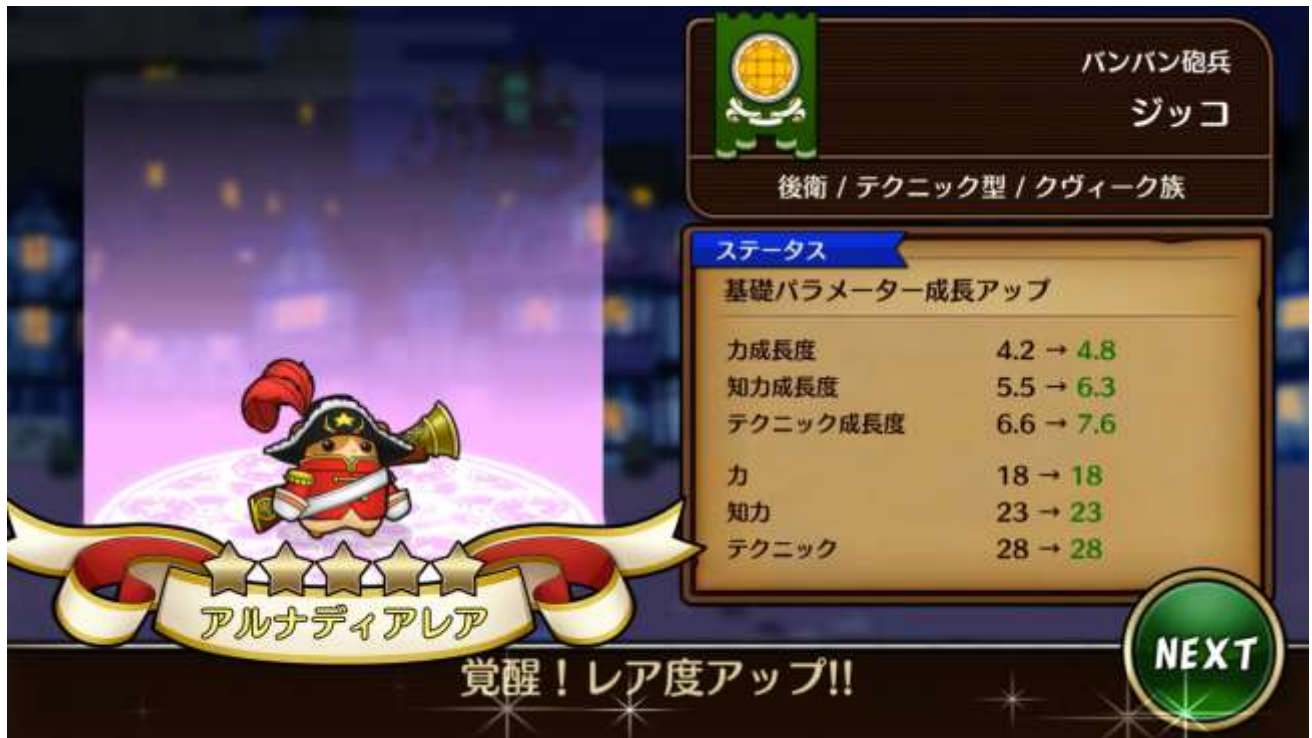 バンバン砲兵
ジッコ
後衛 / テクニック型 / クヴィーク族
ステータス
基礎パラメーター成長アップ
力成長度 4.2 → 4.8
知力成長度 5.5 → 6.3
テクニック成長度 6.6 → 7.6
力 18 → 18
知力 23 → 23
テクニック 28 → 28
アルナディアレア
覚醒！レア度アップ!!
NEXT